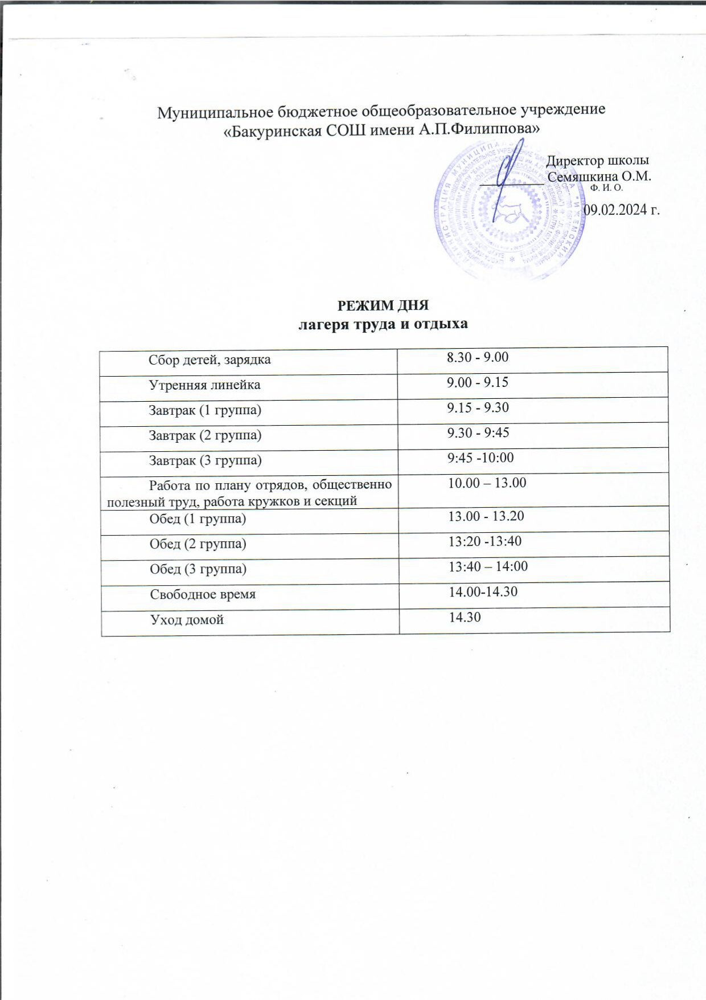 Муниципальное бюджетное общеобразовательное учреждение
«Бакуринская СОШ имени А.П.Филиппова»
Директор школы
Семяшкина О.М.
Ф. И. О.
09.02.2024 г.
АДМИНИСТРАЦИЯ МУНИЦИПАЛЬНОГО РАЙОНА "ИЖЕМСКИЙ"
РЕЖИМ ДНЯ
лагеря труда и отдыха
Сбор детей, зарядка 8.30 - 9.00
Утренняя линейка 9.00 - 9.15
Завтрак (1 группа) 9.15 - 9.30
Завтрак (2 группа) 9.30 - 9:45
Завтрак (3 группа) 9:45 -10:00
Работа по плану отрядов, общественно 10.00 – 13.00
полезный труд, работа кружков и секций
Обед (1 группа) 13.00 - 13.20
Обед (2 группа) 13:20 -13:40
Обед (3 группа) 13:40 – 14:00
Свободное время 14.00-14.30
Уход домой 14.30